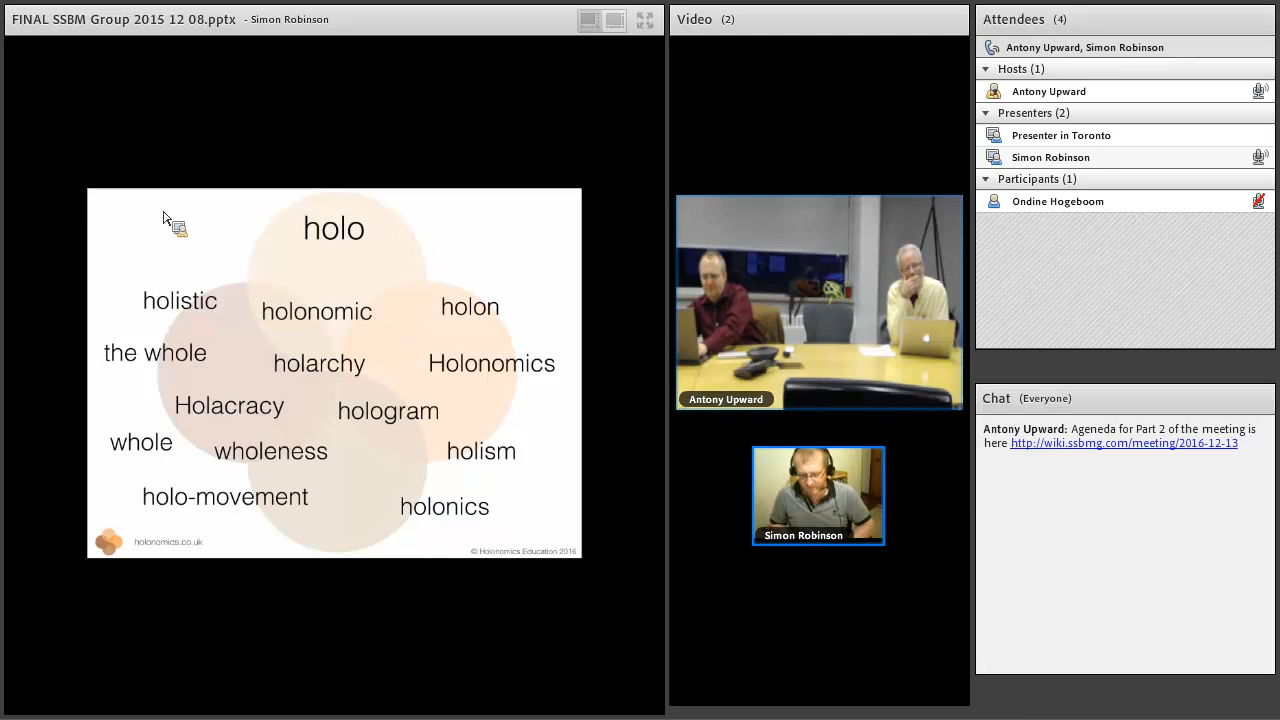 FINAL SSBM Group 2015 12 08.pptx - Simon Robinson
holo
holistic
holonomic
holon
the whole
holarchy
Holonomics
Holacracy
hologram
whole
wholeness
holism
holo-movement
holonics
holonomics.co.uk
© Holonomics Education 2016
Video (2)
Antony Upward
Simon Robinson
Attendees (4)
Antony Upward, Simon Robinson
Hosts (1)
Antony Upward
Presenters (2)
Presenter in Toronto
Simon Robinson
Participants (1)
Ondine Hogeboom
Chat (Everyone)
Antony Upward: Ageneda for Part 2 of the meeting is
here http://wiki.ssbmg.com/meeting/2016-12-13